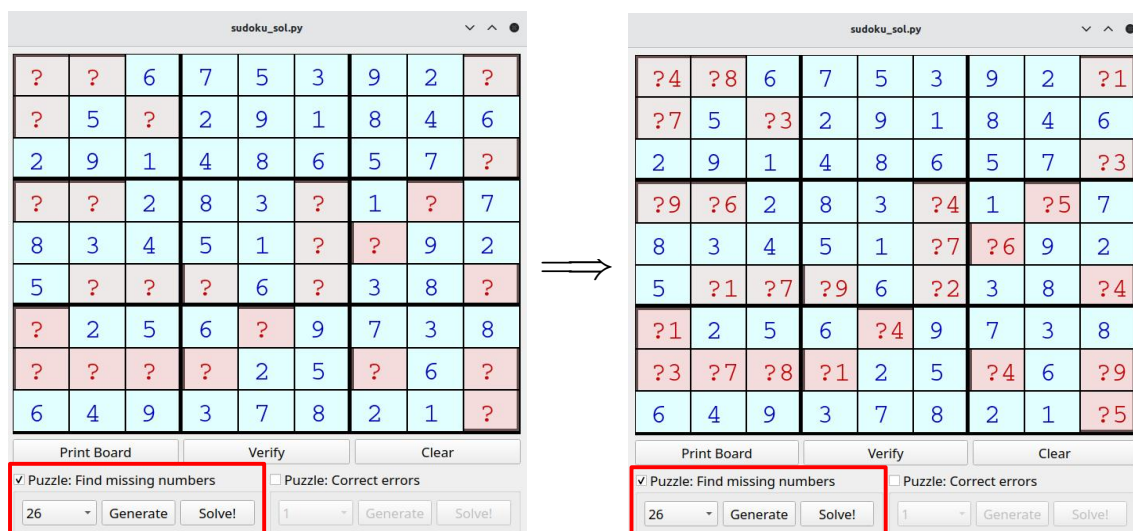 sudoku_sol.py
? ? 6 7 5 3 9 2 ?
? 5 ? 2 9 1 8 4 6
2 9 1 4 8 6 5 7 ?
? ? 2 8 3 ? 1 ? 7
8 3 4 5 1 ? ? 9 2
5 ? ? ? 6 ? 3 8 ?
? 2 5 6 ? 9 7 3 8
? ? ? ? 2 5 ? 6 ?
6 4 9 3 7 8 2 1 ?
Print Board Verify Clear
Puzzle: Find missing numbers Puzzle: Correct errors
26 Generate Solve! 1 Generate Solve!
sudoku_sol.py
?4 ?8 6 7 5 3 9 2 ?1
?7 5 ?3 2 9 1 8 4 6
2 9 1 4 8 6 5 7 ?3
?9 ?6 2 8 3 ?4 1 ?5 7
8 3 4 5 1 ?7 ?6 9 2
5 ?1 ?7 ?9 6 ?2 3 8 ?4
?1 2 5 6 ?4 9 7 3 8
?3 ?7 ?8 ?1 2 5 ?4 6 ?9
6 4 9 3 7 8 2 1 ?5
Print Board Verify Clear
Puzzle: Find missing numbers Puzzle: Correct errors
26 Generate Solve! 1 Generate Solve!